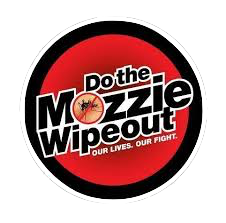 Do the
Mozzie
Wipeout
OUR LIVES. OUR FIGHT.